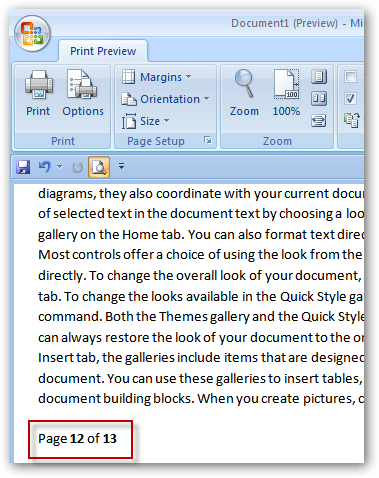 Document1 (Preview) - Mi
Print Preview
Print
Options
Margins
Orientation
Size
Zoom
100%
100
Print
Page Setup
Zoom
diagrams, they also coordinate with your current docu
of selected text in the document text by choosing a loo
gallery on the Home tab. You can also format text direc
Most controls offer a choice of using the look from the
directly. To change the overall look of your document,
tab. To change the looks available in the Quick Style ga
command. Both the Themes gallery and the Quick Style
can always restore the look of your document to the or
Insert tab, the galleries include items that are designed
document. You can use these galleries to insert tables,
document building blocks. When you create pictures, c
Page 12 of 13